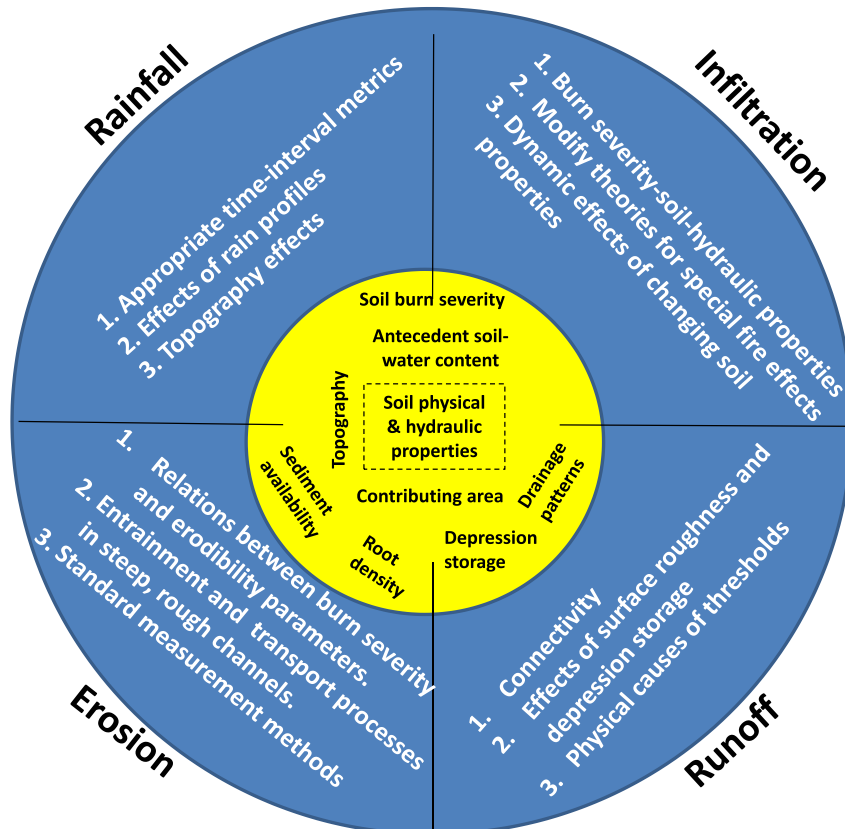 Rainfall
1. Appropriate time-interval metrics
2. Effects of rain profiles
3. Topography effects
Infiltration
1. Burn severity-soil-hydraulic properties
2. Modify theories for special fire effects
3. Dynamic effects of changing soil
properties
Soil burn severity
Antecedent soil-
water content
Topography
Soil physical
& hydraulic
properties
Sediment
availability
Contributing area
Drainage
patterns
Root
density
Depression
storage
Erosion
1. Relations between burn severity
and erodibility parameters.
2. Entrainment and transport processes
in steep, rough channels.
3. Standard measurement methods
Runoff
1. Connectivity
2. Effects of surface roughness and
depression storage
3. Physical causes of thresholds